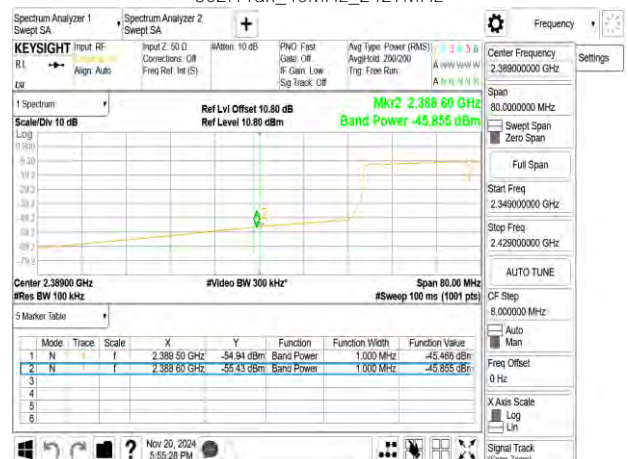 802.11ax_40MHz_2427MHz
Spectrum Analyzer 1
Swept SA
Spectrum Analyzer 2
Swept SA
Frequency
KEYSIGHT
RL
Input: RF
Align: Auto
Input Z: 50 Ω
Corrections: Off
Freq Ref: Int (S)
#Atten: 10 dB
PNO: Fast
Gate: Off
IF Gain: Low
Sig Track: Off
Avg Type: Power (RMS)
Avg|Hold: 200/200
Trig: Free Run
Center Frequency
2.389000000 GHz
Settings
Span
80.0000000 MHz
Swept Span
Zero Span
Full Span
Start Freq
2.349000000 GHz
Stop Freq
2.429000000 GHz
AUTO TUNE
CF Step
8.000000 MHz
Auto
Man
Freq Offset
0 Hz
X Axis Scale
Log
Lin
Signal Track
(Span Zoom)
1 Spectrum
Scale/Div 10 dB
Log
Ref Lvl Offset 10.80 dB
Ref Level 10.80 dBm
Mkr2 2.388 60 GHz
Band Power -45.855 dBm
Center 2.38900 GHz
#Res BW 100 kHz
#Video BW 300 kHz*
Span 80.00 MHz
#Sweep 100 ms (1001 pts)
5 Marker Table
Mode Trace Scale X Y Function Function Width Function Value
1 N 1 f 2.389 50 GHz -54.94 dBm Band Power 1.000 MHz -45.466 dBm
2 N 1 f 2.388 60 GHz -55.43 dBm Band Power 1.000 MHz -45.855 dBm
3
4
5
6
Nov 20, 2024
5:55:28 PM